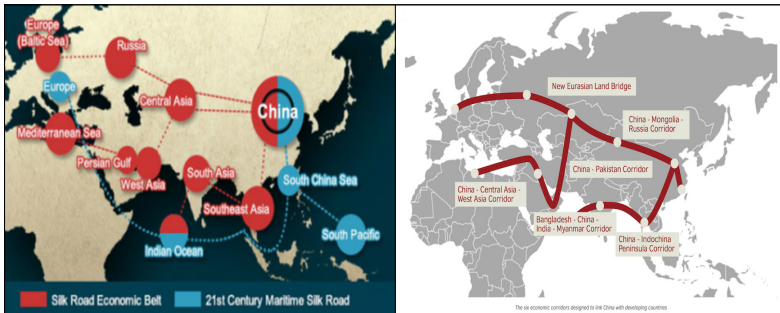 Europe
(Baltic Sea)
Russia
Europe
Central Asia
China
Mediterranean Sea
Persian Gulf
West Asia
South Asia
South China Sea
Southeast Asia
Indian Ocean
South Pacific
Silk Road Economic Belt
21st Century Maritime Silk Road
New Eurasian Land Bridge
China - Mongolia -
Russia Corridor
China - Pakistan Corridor
China - Central Asia -
West Asia Corridor
Bangladesh - China -
India - Myanmar Corridor
China - Indochina
Peninsula Corridor
The six economic corridors designed to link China with developing countries